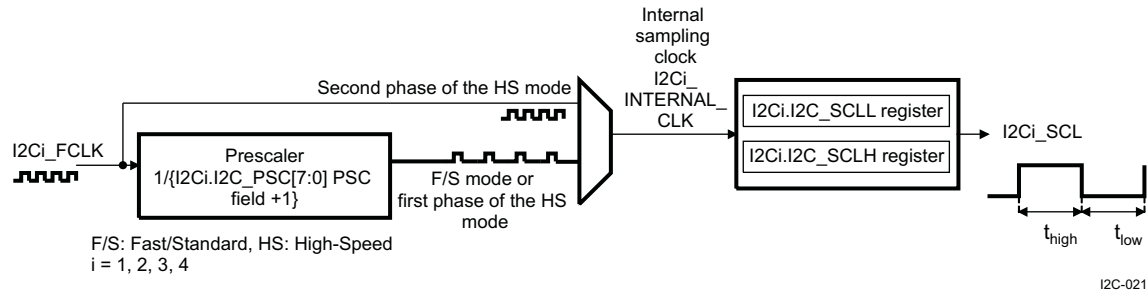 Internal
sampling
clock
I2Ci_
INTERNAL_
CLK
Second phase of the HS mode
I2Ci_FCLK
Prescaler
1/{I2Ci.I2C_PSC[7:0] PSC
field +1}
F/S mode or
first phase of the HS
mode
I2Ci.I2C_SCLL register
I2Ci.I2C_SCLH register
I2Ci_SCL
thigh
tlow
F/S: Fast/Standard, HS: High-Speed
i = 1, 2, 3, 4
I2C-021